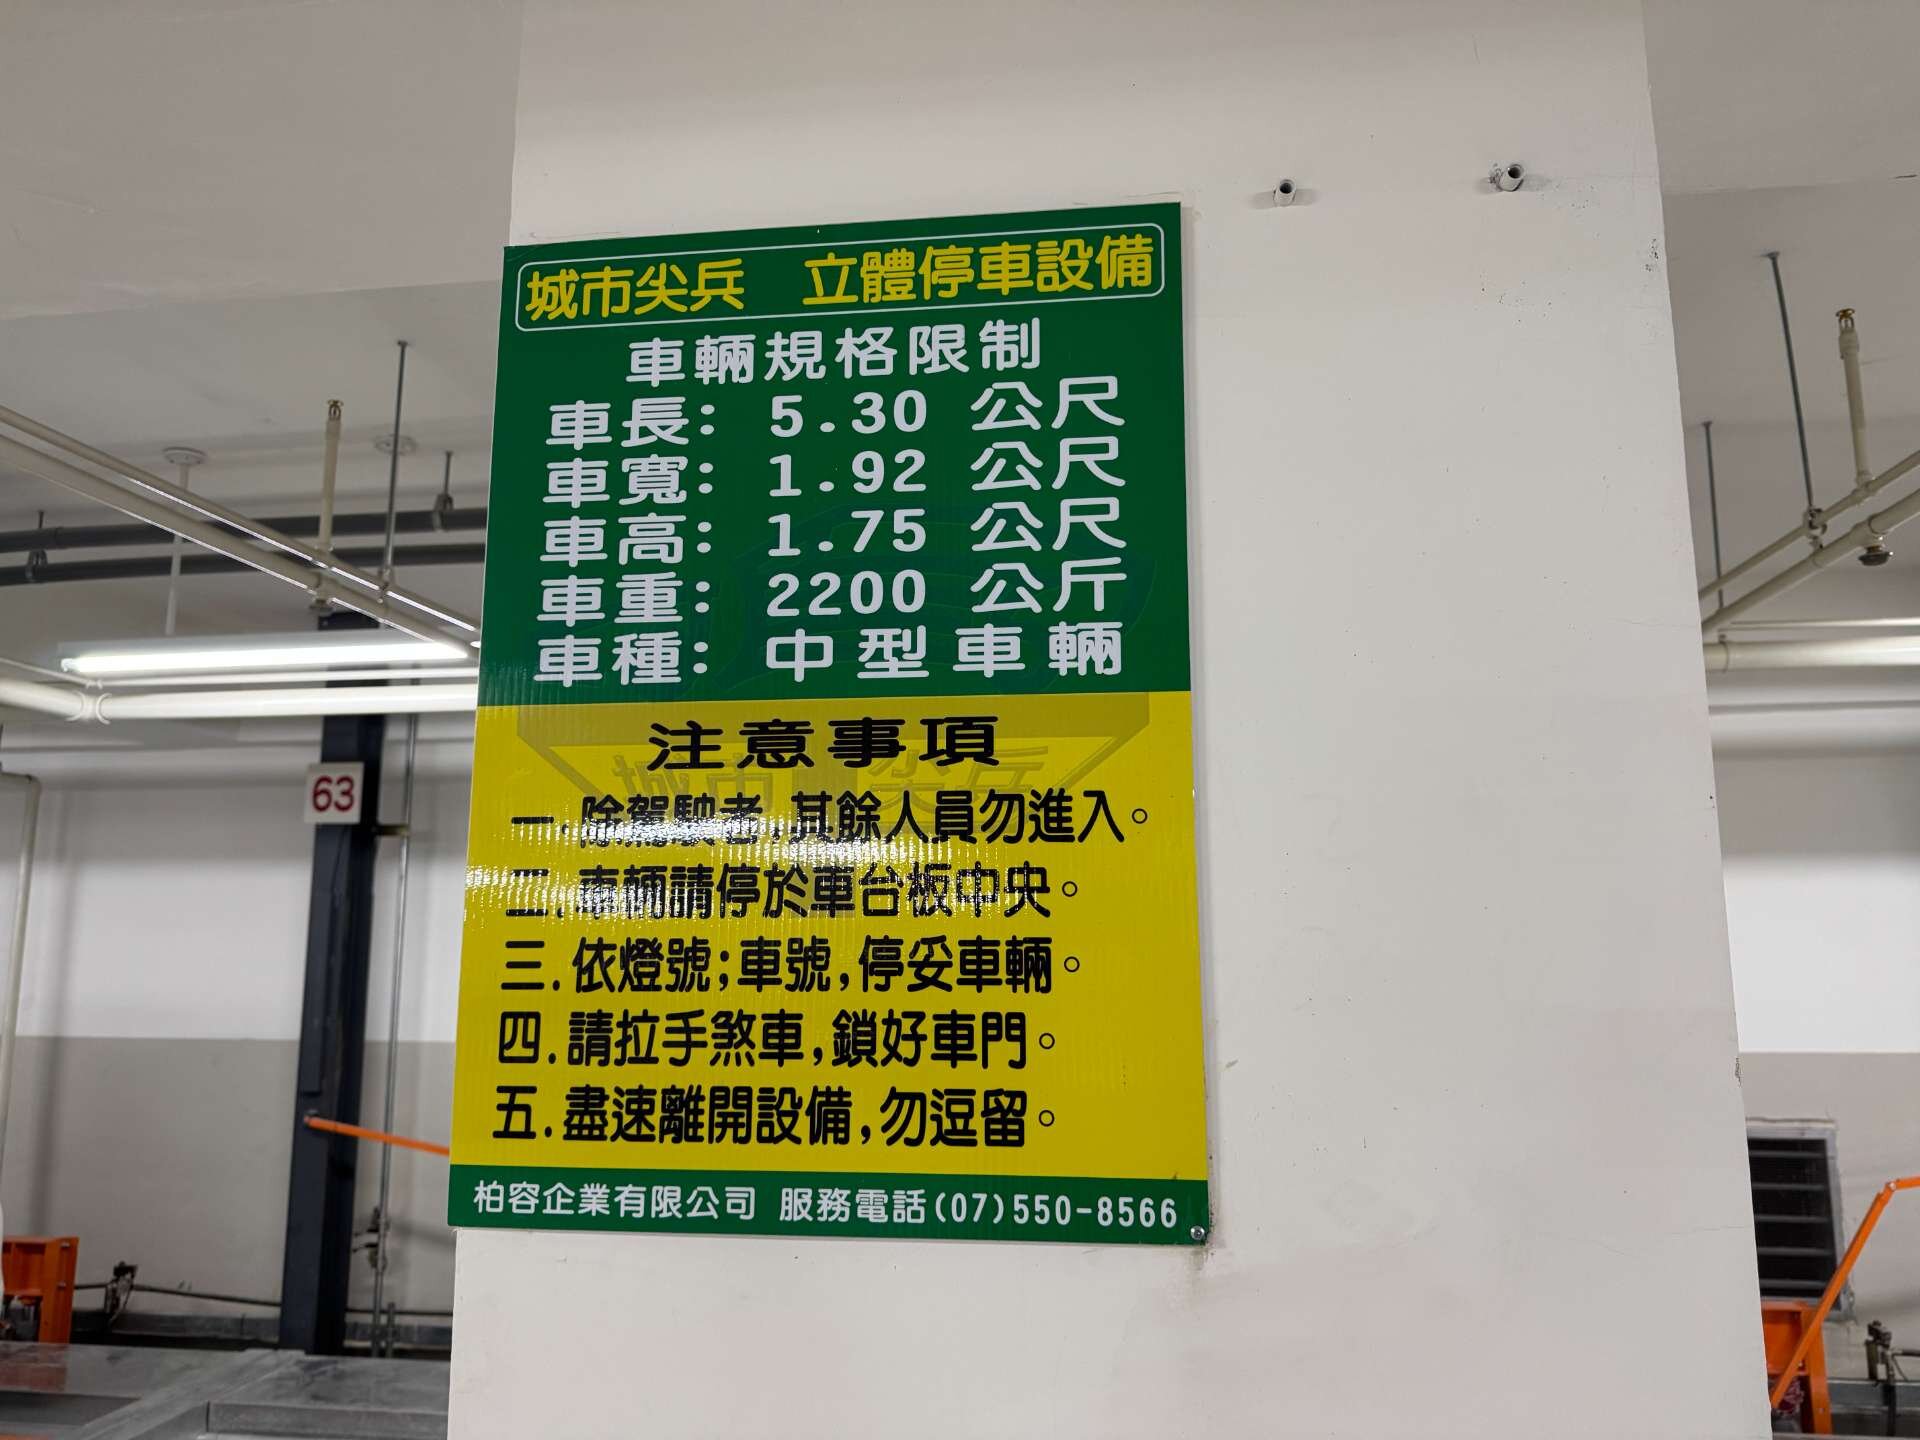 城市尖兵 立體停車設備
車輛規格限制
車長: 5.30 公尺
車寬: 1.92 公尺
車高: 1.75 公尺
車重: 2200 公斤
車種: 中型車輛
注意事項
城市尖兵
一.除駕駛者,其餘人員勿進入。
二.車輛請停於車台板中央。
三.依燈號;車號,停妥車輛。
四.請拉手煞車,鎖好車門。
五.盡速離開設備,勿逗留。
柏容企業有限公司 服務電話(07)550-8566
63